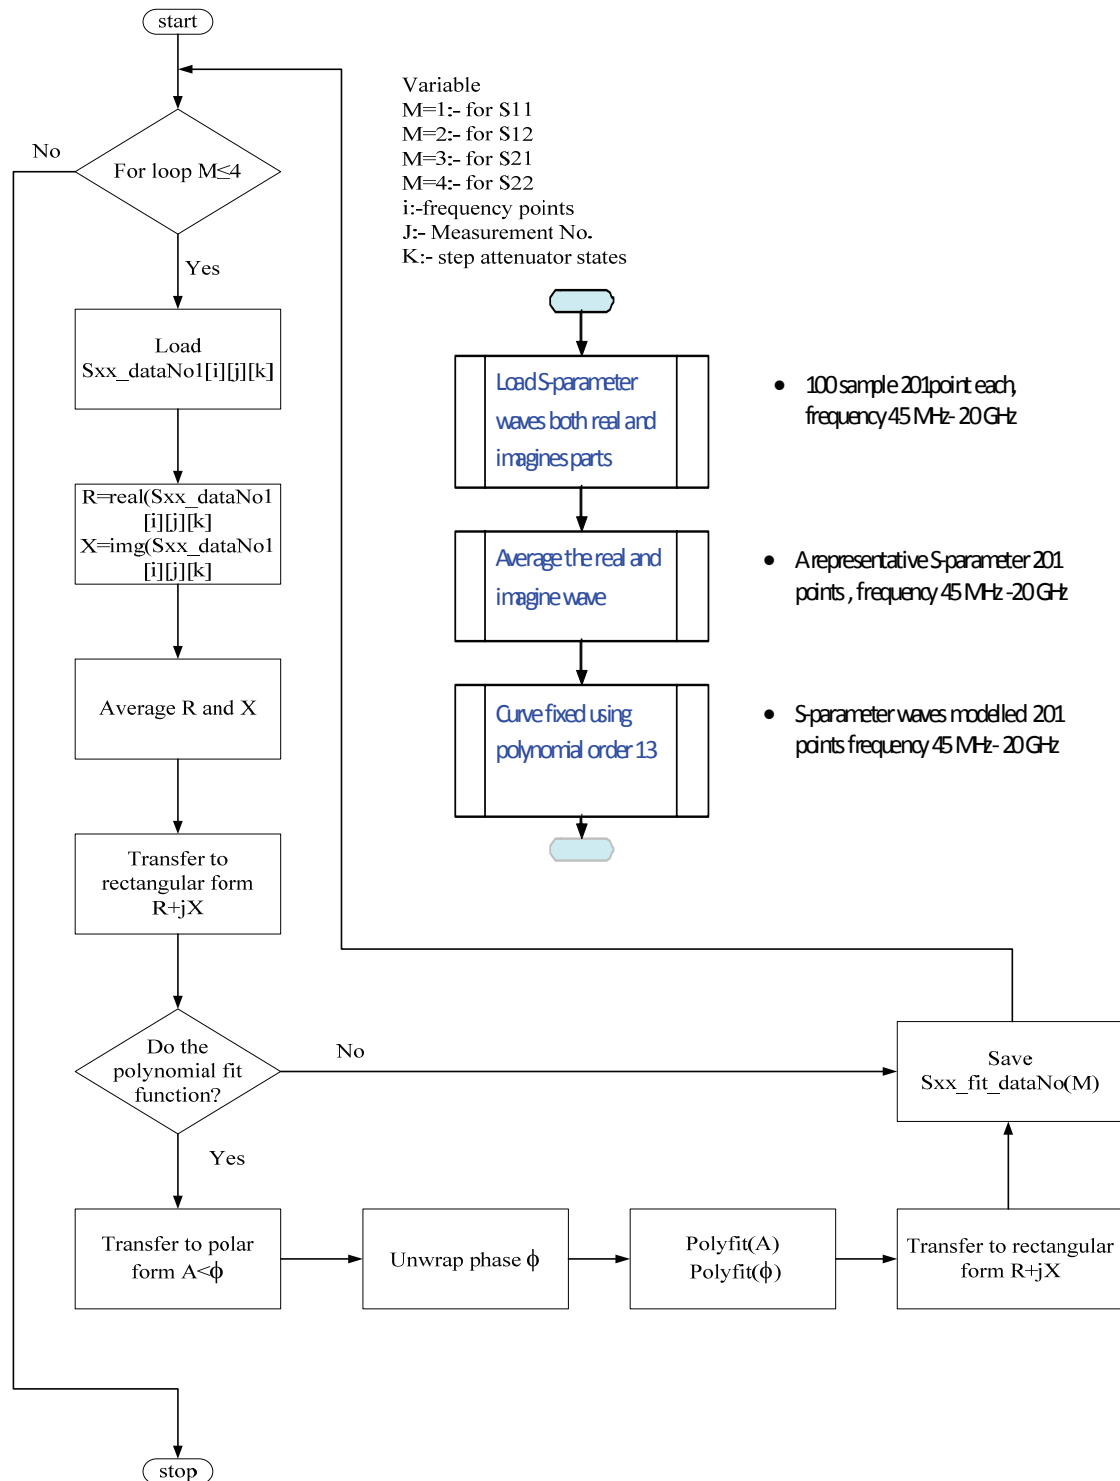 start
For loop M≤4
No
Yes
Load
Sxx_dataNo1[i][j][k]
R=real(Sxx_dataNo1
[i][j][k]
X=img(Sxx_dataNo1
[i][j][k]
Average R and X
Transfer to
rectangular form
R+jX
Do the
polynomial fit
function?
No
Yes
Transfer to polar
form A<ϕ
Unwrap phase ϕ
Polyfit(A)
Polyfit(ϕ)
Transfer to rectangular
form R+jX
Save
Sxx_fit_dataNo(M)
stop
Variable
M=1:- for S11
M=2:- for S12
M=3:- for S21
M=4:- for S22
i:-frequency points
J:- Measurement No.
K:- step attenuator states
Load S-parameter
waves both real and
imagines parts
• 100 sample 201point each,
frequency 45 MHz- 20 GHz
Average the real and
imagine wave
• A representative S-parameter 201
points , frequency 45 MHz -20 GHz
Curve fixed using
polynomial order 13
• S-parameter waves modelled 201
points frequency 45 MHz- 20 GHz